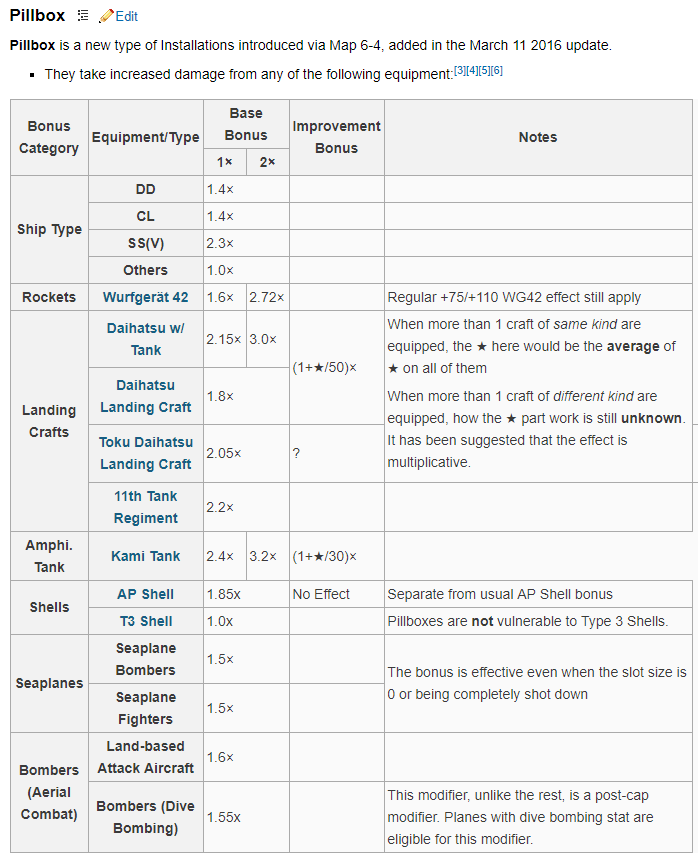 Pillbox Edit
Pillbox is a new type of Installations introduced via Map 6-4, added in the March 11 2016 update.
▪ They take increased damage from any of the following equipment:[3][4][5][6]
Bonus Category Equipment/Type Base Bonus Improvement Bonus Notes
1× 2×
Ship Type DD 1.4×
CL 1.4×
SS(V) 2.3×
Others 1.0×
Rockets Wurfgerät 42 1.6× 2.72× Regular +75/+110 WG42 effect still apply
Landing Crafts
Daihatsu w/ Tank 2.15× 3.0× (1+★/50)×
When more than 1 craft of same kind are
equipped, the ★ here would be the average of
★ on all of them
Daihatsu Landing Craft 1.8×
When more than 1 craft of different kind are
equipped, how the ★ part work is still unknown.
It has been suggested that the effect is
multiplicative.
Toku Daihatsu Landing Craft 2.05× ?
11th Tank Regiment 2.2×
Amphi. Tank Kami Tank 2.4× 3.2× (1+★/30)×
Shells AP Shell 1.85x No Effect Separate from usual AP Shell bonus
T3 Shell 1.0x Pillboxes are not vulnerable to Type 3 Shells.
Seaplanes Seaplane Bombers 1.5×
The bonus is effective even when the slot size is
0 or being completely shot down
Seaplane Fighters 1.5×
Bombers (Aerial Combat) Land-based Attack Aircraft 1.6×
Bombers (Dive Bombing) 1.55x
This modifier, unlike the rest, is a post-cap
modifier. Planes with dive bombing stat are
eligible for this modifier.